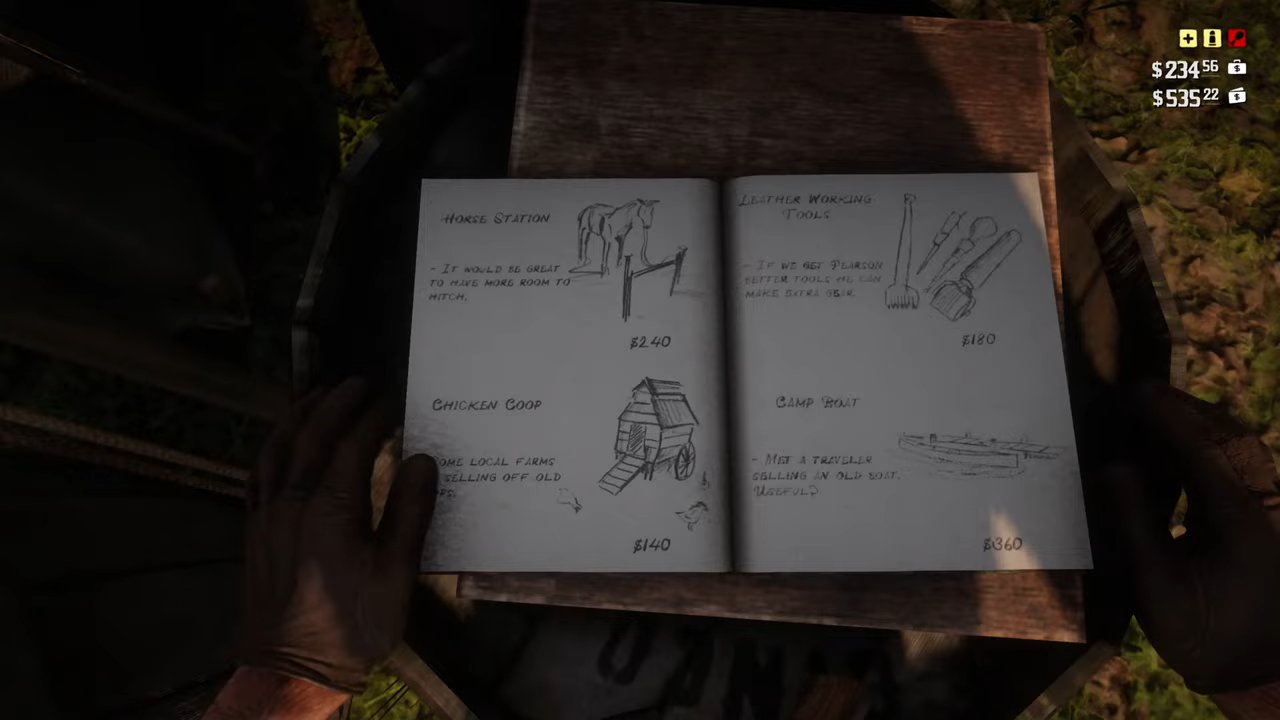 $234 56
$535 22
HORSE STATION
- IT WOULD BE GREAT
TO HAVE MORE ROOM TO
HITCH.
$240
CHICKEN COOP
OME LOCAL FARMS
SELLING OFF OLD
$140
LEATHER WORKING
TOOLS
- IF WE GET PEARSON
BETTER TOOLS HE CAN
MAKE EXTRA GEAR.
$180
CAMP BOAT
- MET A TRAVELER
SELLING AN OLD BOAT.
USEFUL?
$360